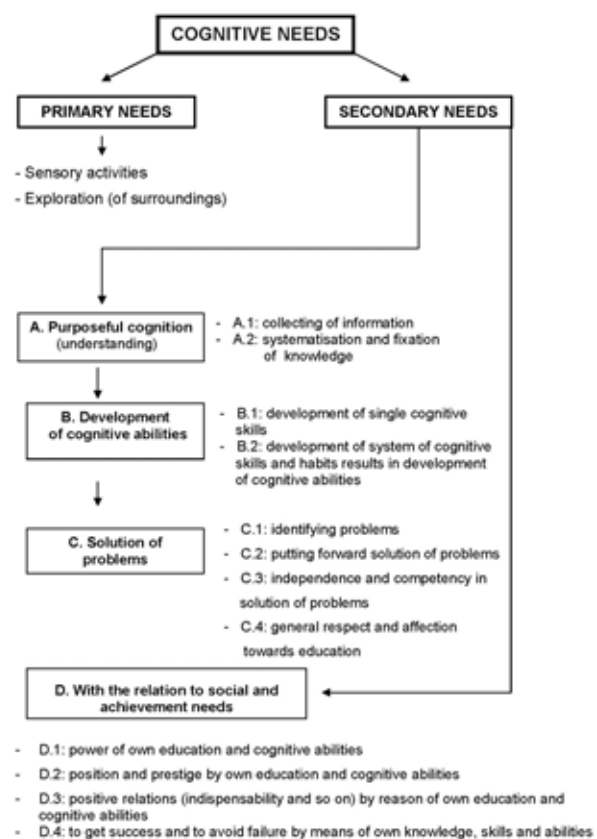 COGNITIVE NEEDS
PRIMARY NEEDS
SECONDARY NEEDS
- Sensory activities
- Exploration (of surroundings)
A. Purposeful cognition
(understanding)
- A.1: collecting of information
- A.2: systematisation and fixation
of knowledge
B. Development
of cognitive abilities
- B.1: development of single cognitive
skills
- B.2: development of system of cognitive
skills and habits results in development
of cognitive abilities
C. Solution of
problems
- C.1: identifying problems
- C.2: putting forward solution of problems
- C.3: independence and competency in
solution of problems
- C.4: general respect and affection
towards education
D. With the relation to social and
achievement needs
- D.1: power of own education and cognitive abilities
- D.2: position and prestige by own education and cognitive abilities
- D.3: positive relations (indispensability and so on) by reason of own education and
cognitive abilities
- D.4: to get success and to avoid failure by means of own knowledge, skills and abilities